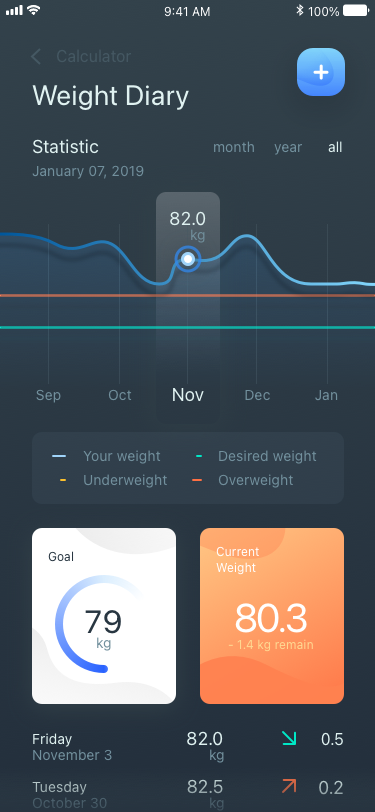 9:41 AM
100%
Calculator
Weight Diary
Statistic
month year all
January 07, 2019
82.0
kg
Sep Oct Nov Dec Jan
Your weight Desired weight
Underweight Overweight
Goal
79
kg
Current
Weight
80.3
- 1.4 kg remain
Friday 82.0 0.5
November 3 kg
Tuesday 82.5 0.2
October 30 kg